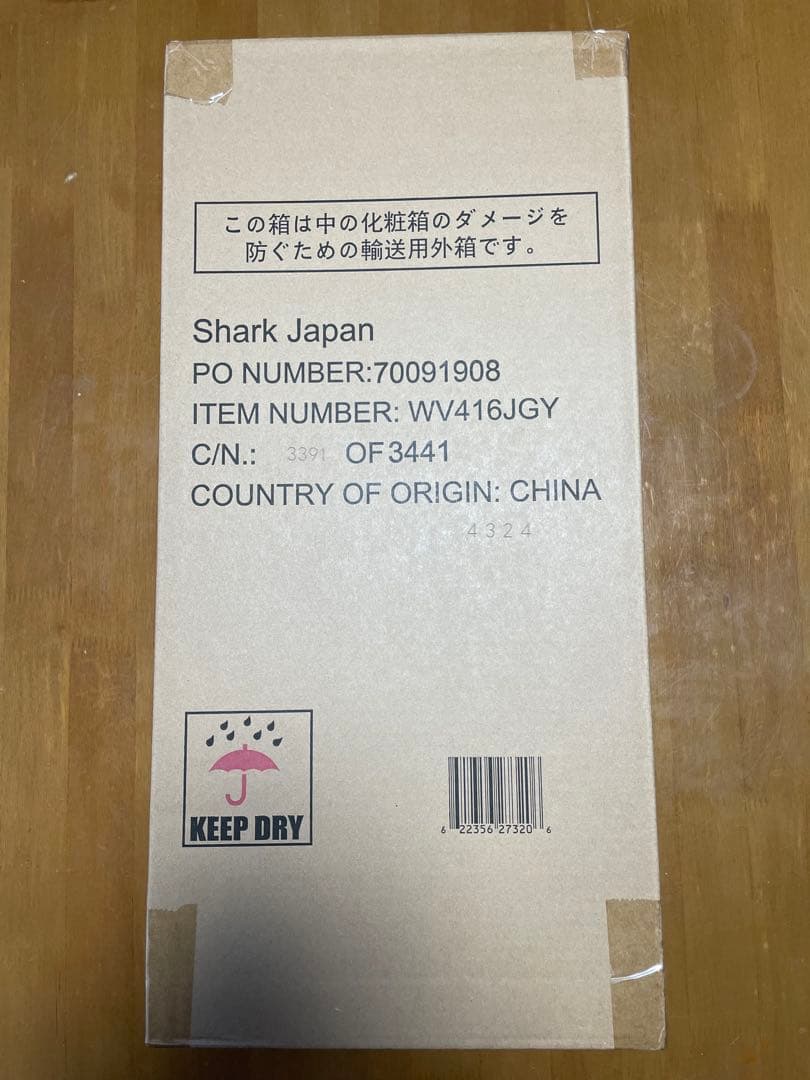 この箱は中の化粧箱のダメージを
防ぐための輸送用外箱です。
Shark Japan
PO NUMBER:70091908
ITEM NUMBER: WV416JGY
C/N.: 3391 OF 3441
COUNTRY OF ORIGIN: CHINA
4324
KEEP DRY
6 22356 27320 6